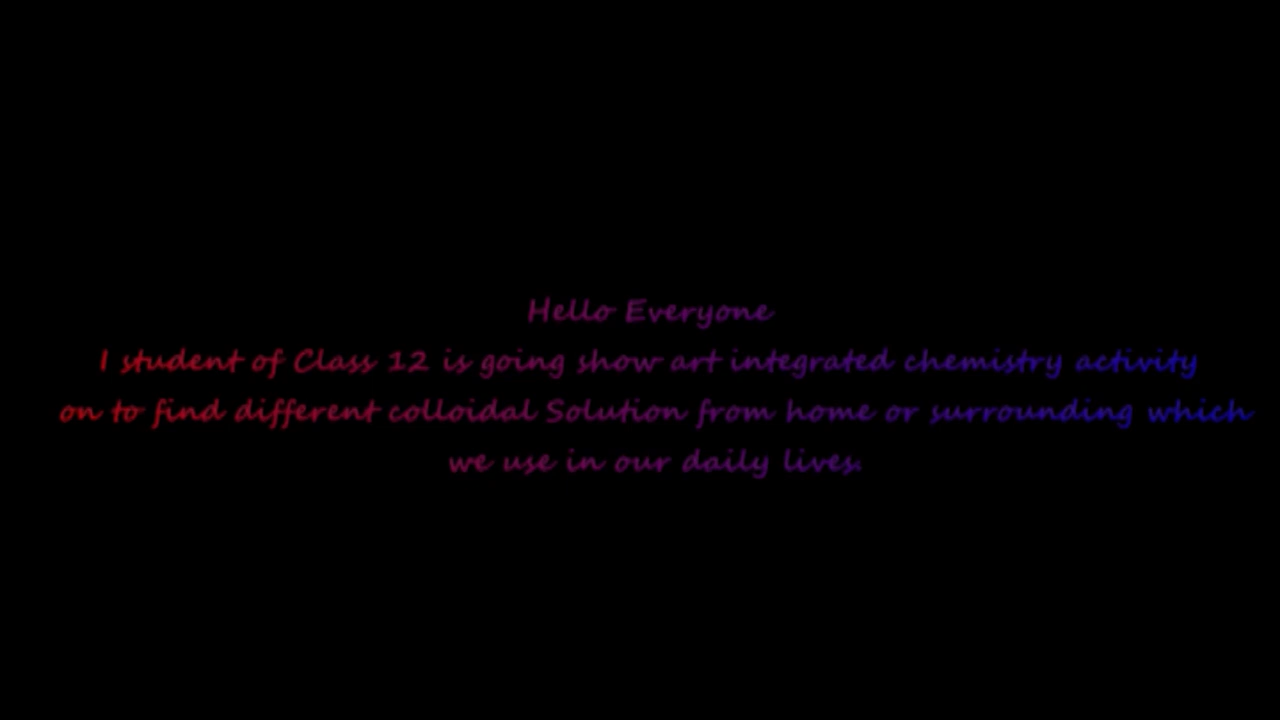 Hello Everyone
I student of Class 12 is going show art integrated chemistry activity
on to find different colloidal Solution from home or surrounding which
we use in our daily lives.